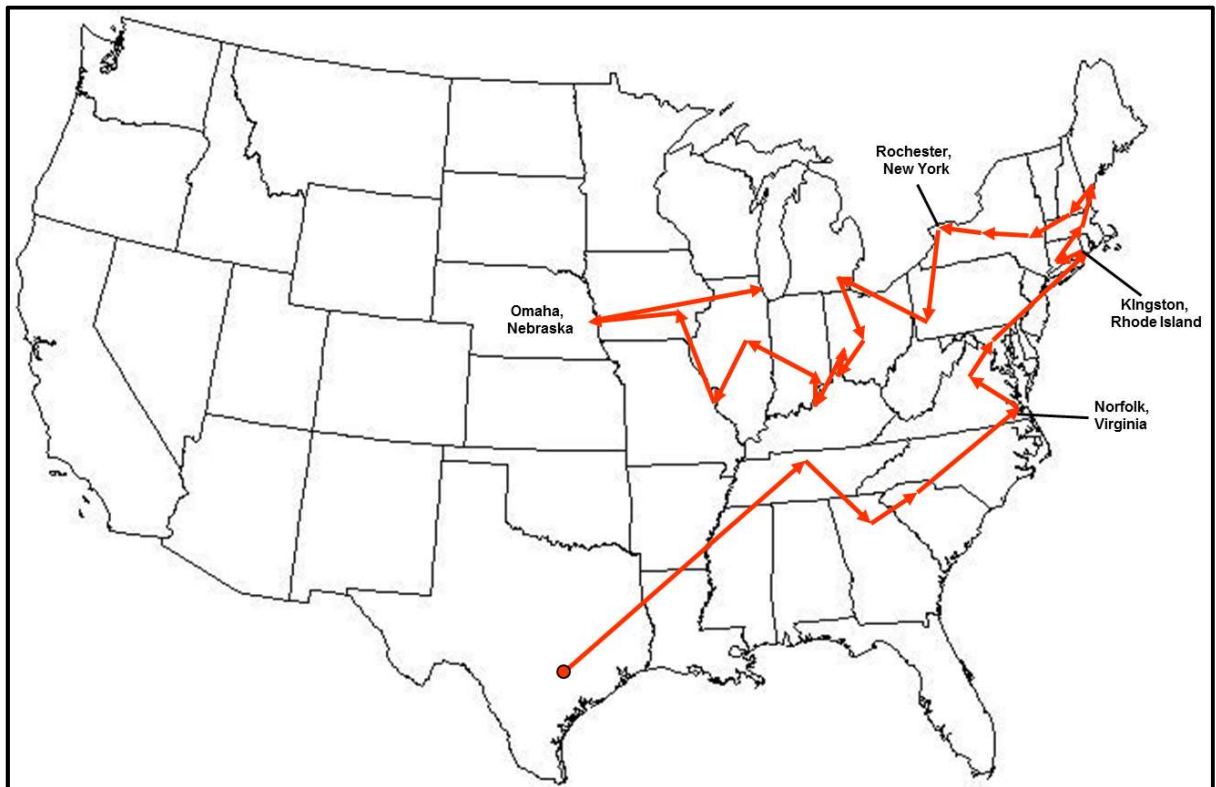 Rochester,
New York
Omaha,
Nebraska
KIngston,
Rhode Island
Norfolk,
Virginia